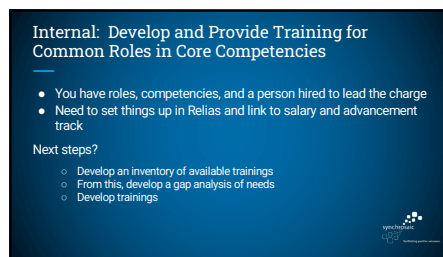 Internal: Develop and Provide Training for
Common Roles in Core Competencies
● You have roles, competencies, and a person hired to lead the charge
● Need to set things up in Relias and link to salary and advancement
track
Next steps?
○ Develop an inventory of available trainings
○ From this, develop a gap analysis of needs
○ Develop trainings